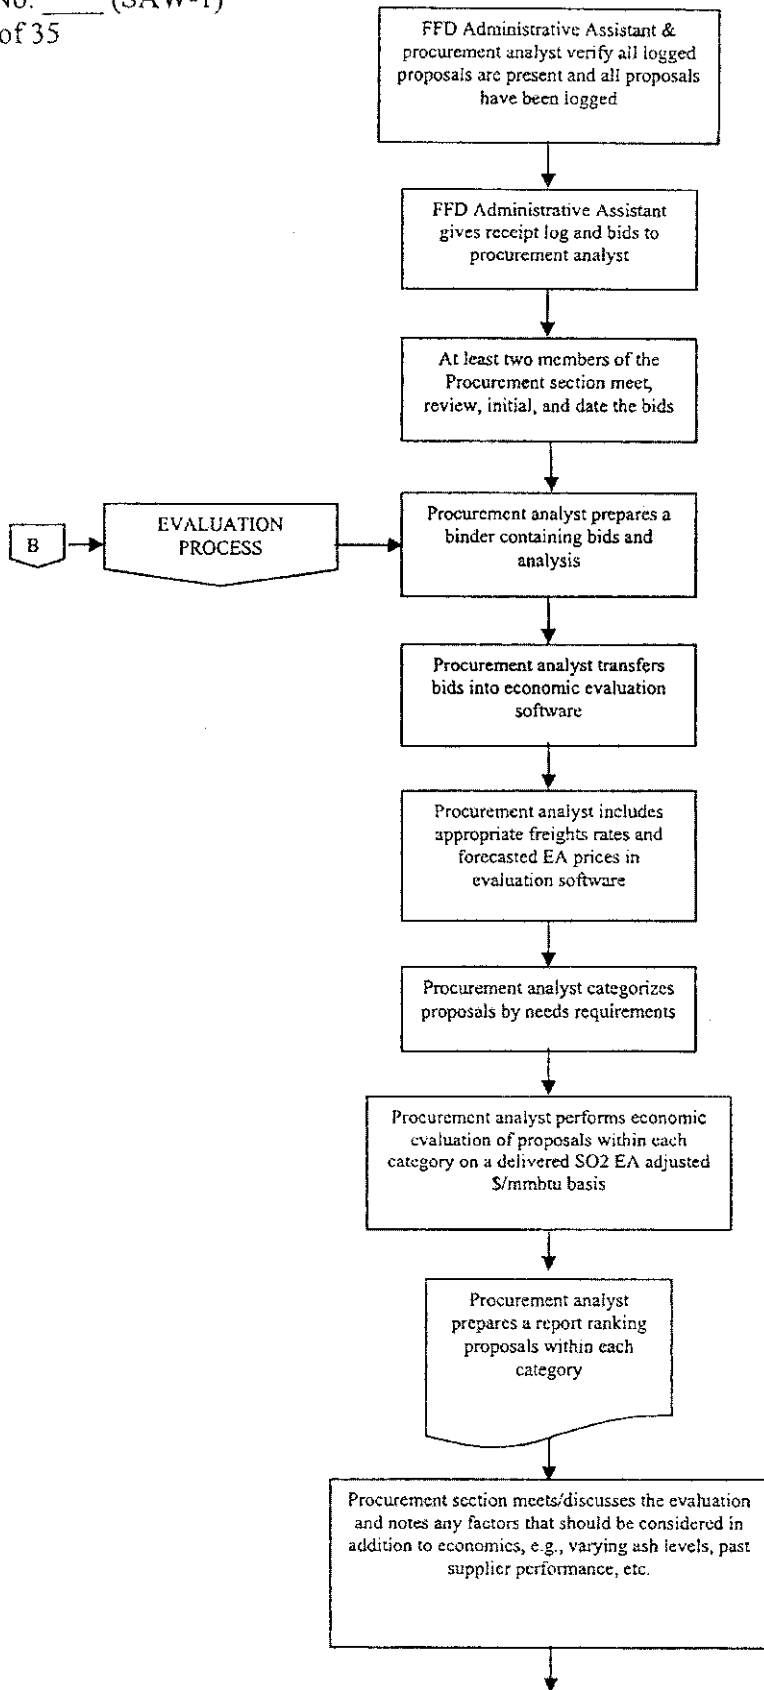 No. ____ (SAW-1)
of 35
FFD Administrative Assistant &
procurement analyst verify all logged
proposals are present and all proposals
have been logged
FFD Administrative Assistant
gives receipt log and bids to
procurement analyst
At least two members of the
Procurement section meet,
review, initial, and date the bids
B
EVALUATION
PROCESS
Procurement analyst prepares a
binder containing bids and
analysis
Procurement analyst transfers
bids into economic evaluation
software
Procurement analyst includes
appropriate freights rates and
forecasted EA prices in
evaluation software
Procurement analyst categorizes
proposals by needs requirements
Procurement analyst performs economic
evaluation of proposals within each
category on a delivered SO2 EA adjusted
$/mmbtu basis
Procurement analyst
prepares a report ranking
proposals within each
category
Procurement section meets/discusses the evaluation
and notes any factors that should be considered in
addition to economics, e.g., varying ash levels, past
supplier performance, etc.